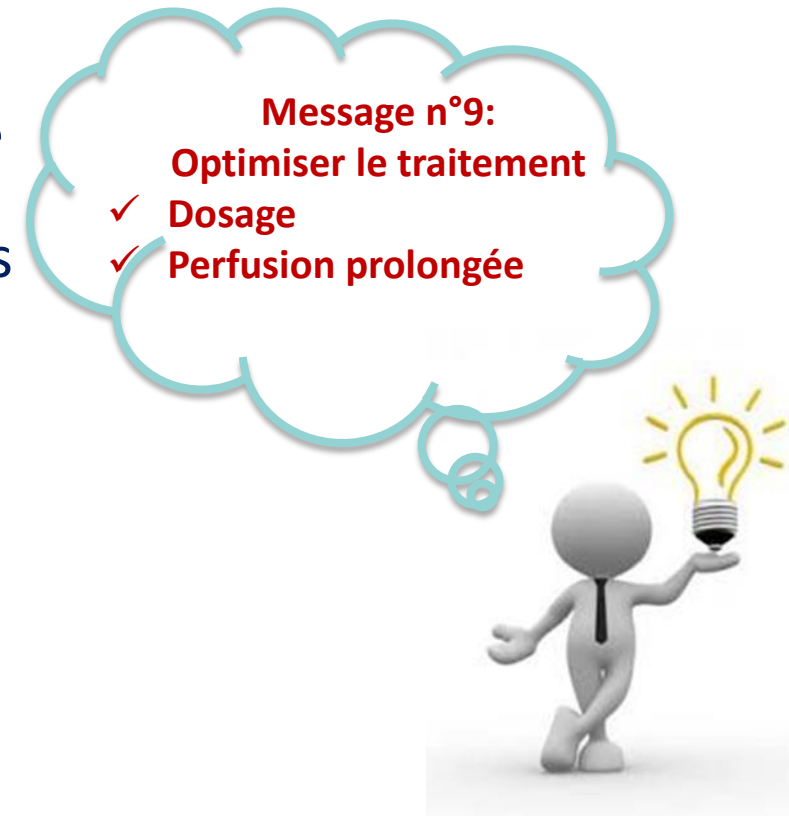 Message n°9:
Optimiser le traitement
✓ Dosage
s
✓ Perfusion prolongée